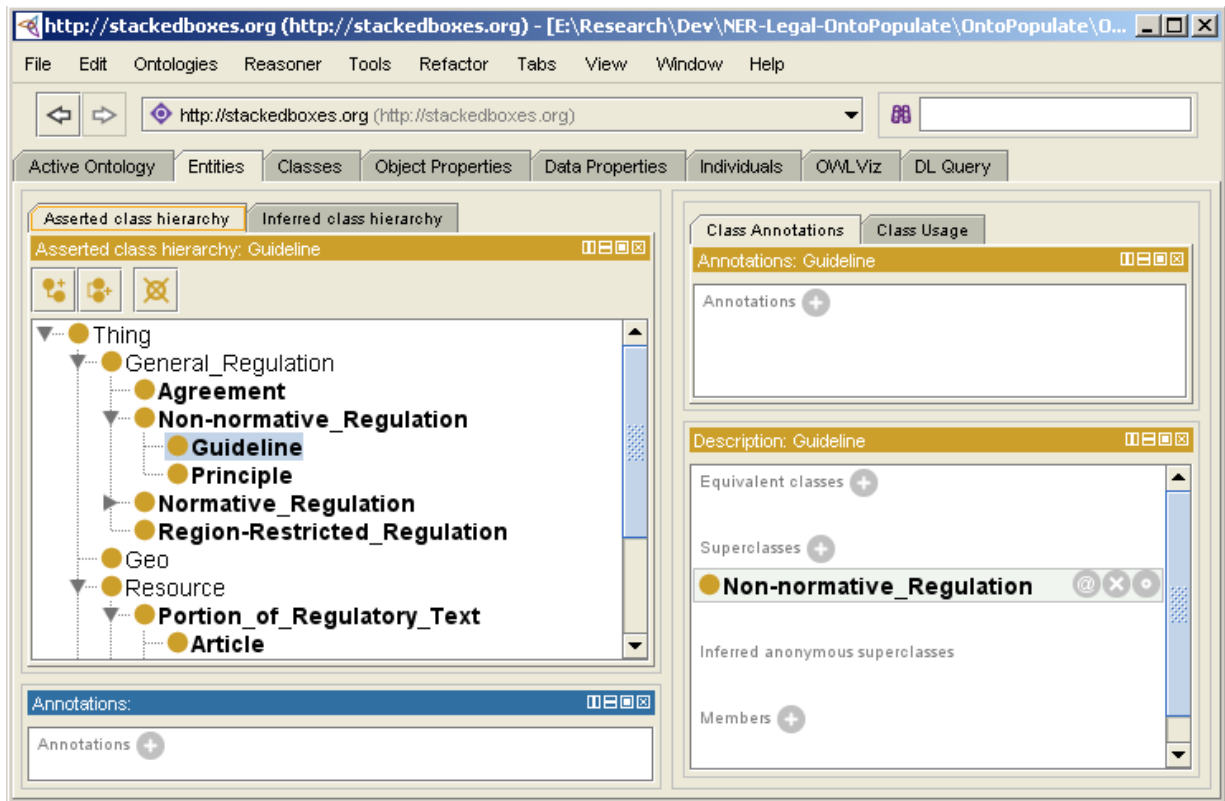 http://stackedboxes.org (http://stackedboxes.org) - [E:\Research\Dev\NER-Legal-OntoPopulate\OntoPopulate\O...
File Edit Ontologies Reasoner Tools Refactor Tabs View Window Help
http://stackedboxes.org (http://stackedboxes.org)
Active Ontology Entities Classes Object Properties Data Properties Individuals OWLViz DL Query
Asserted class hierarchy Inferred class hierarchy
Asserted class hierarchy: Guideline
Thing
General_Regulation
Agreement
Non-normative_Regulation
Guideline
Principle
Normative_Regulation
Region-Restricted_Regulation
Geo
Resource
Portion_of_Regulatory_Text
Article
Annotations:
Annotations
Class Annotations Class Usage
Annotations: Guideline
Annotations
Description: Guideline
Equivalent classes
Superclasses
Non-normative_Regulation
Inferred anonymous superclasses
Members